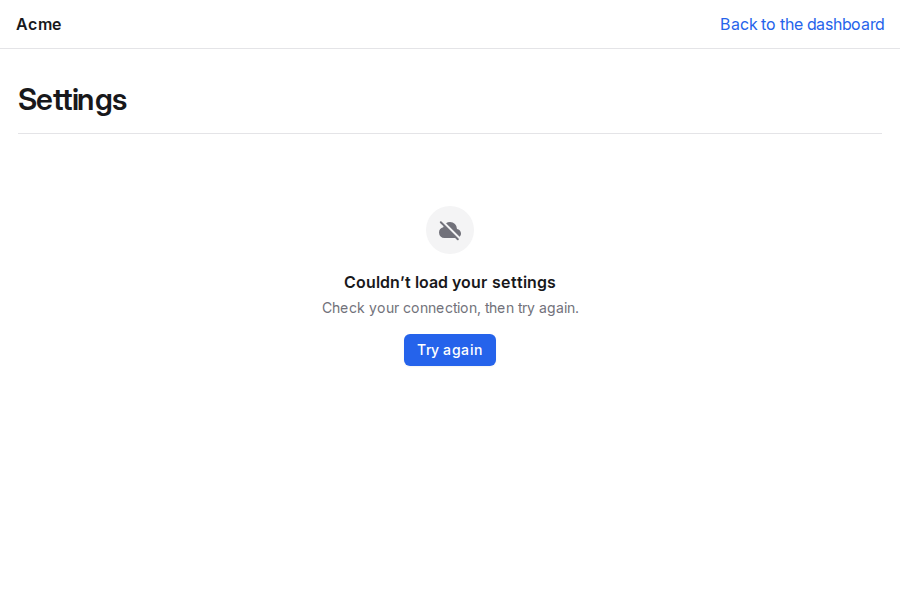 Acme
Back to the dashboard
Settings
Couldn’t load your settings
Check your connection, then try again.
Try again